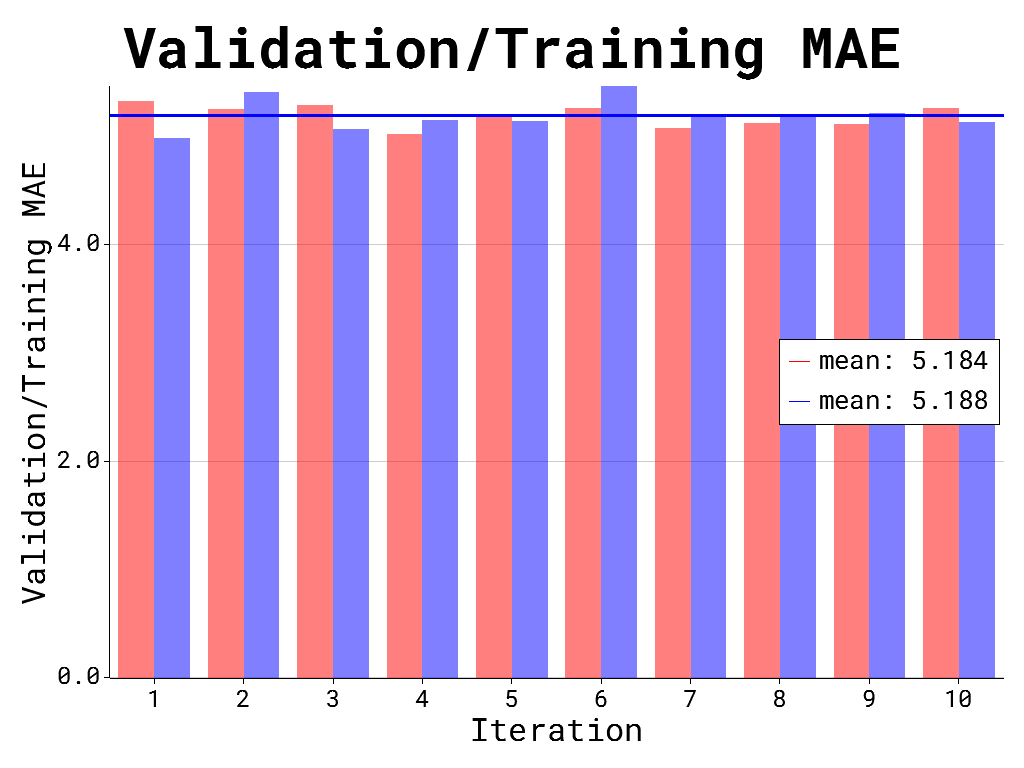 Validation/Training MAE
Validation/Training MAE
4.0
2.0
0.0
mean: 5.184
mean: 5.188
1 2 3 4 5 6 7 8 9 10
Iteration